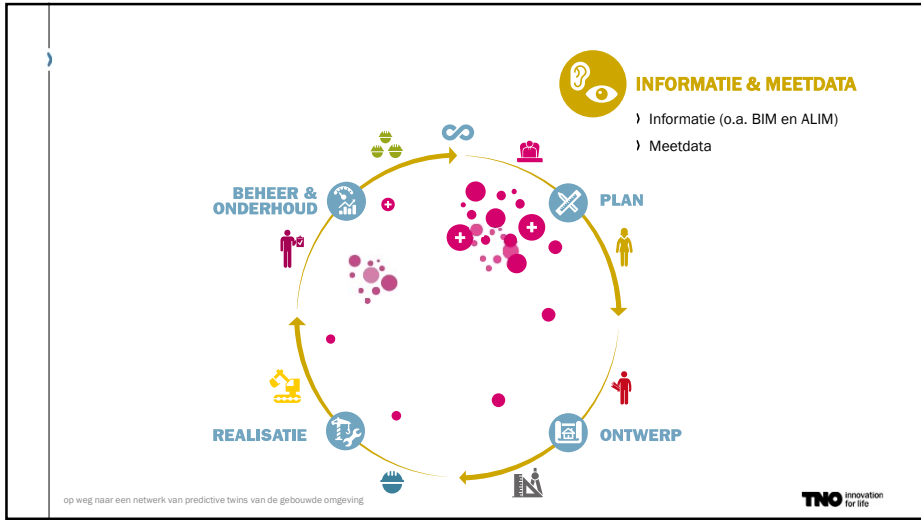 INFORMATIE & MEETDATA
› Informatie (o.a. BIM en ALIM)
› Meetdata
BEHEER &
ONDERHOUD
PLAN
REALISATIE
ONTWERP
op weg naar een netwerk van predictive twins van de gebouwde omgeving
TNO innovation
for life